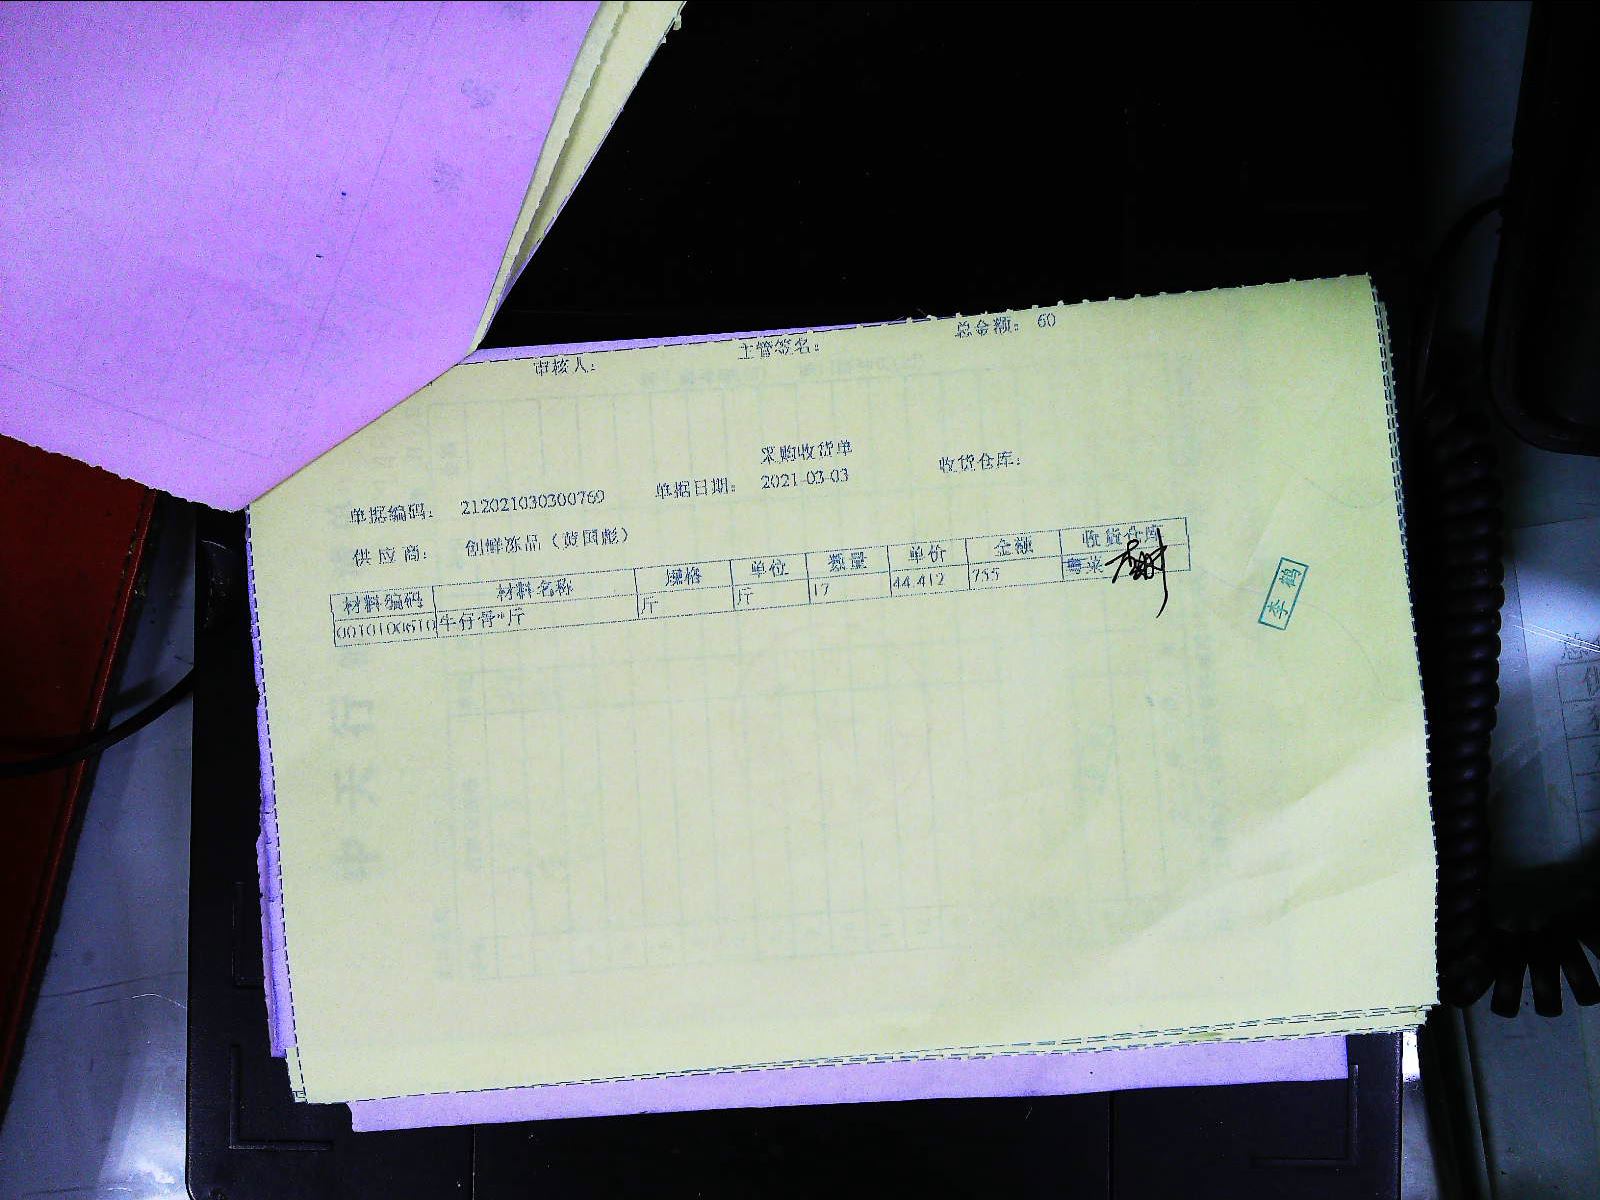 审核人： 主管签名： 总金额： 60
采购收货单
单据编码： 212021030300760 单据日期： 2021-03-03 收货仓库：
供应商： 创鲜冻品（黄国彪）
材料编码 材料名称 规格 单位 数量 单价 金额 收货仓库
0010100610 牛仔骨*斤 斤 斤 17 44.412 755 粤菜
李鹤